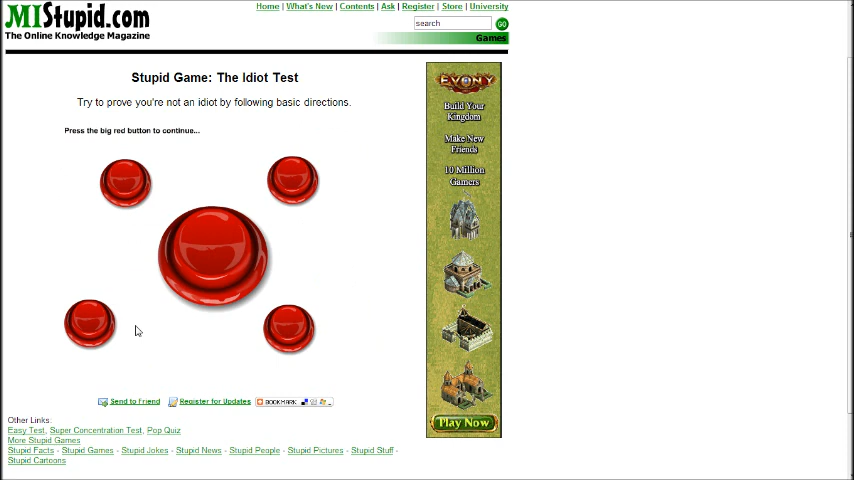 MIStupid.com
The Online Knowledge Magazine
Home | What's New | Contents | Ask | Register | Store | University
search
GO
Games
Stupid Game: The Idiot Test
Try to prove you're not an idiot by following basic directions.
Press the big red button to continue...
EVONY
Build Your
Kingdom
Make New
Friends
10 Million
Gamers
Play Now
Send to Friend
Register for Updates
BOOKMARK
Other Links:
Easy Test, Super Concentration Test, Pop Quiz
More Stupid Games
Stupid Facts - Stupid Games - Stupid Jokes - Stupid News - Stupid People - Stupid Pictures - Stupid Stuff -
Stupid Cartoons